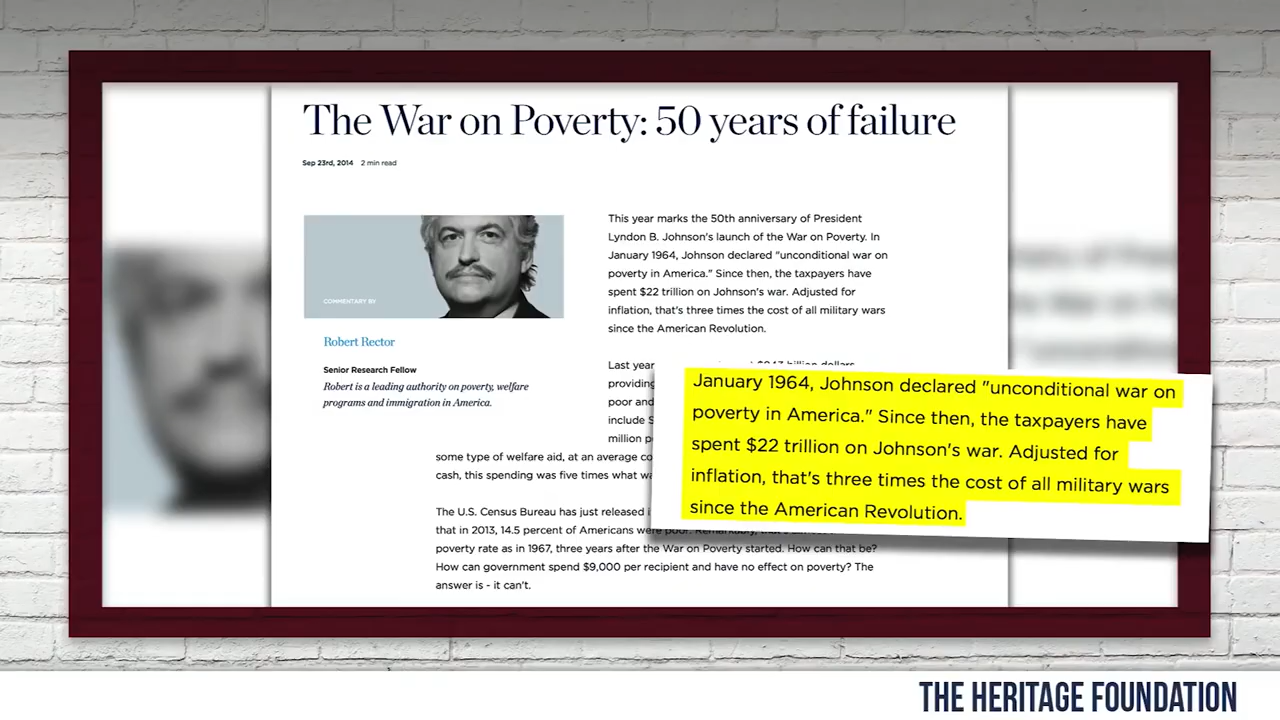 The War on Poverty: 50 years of failure
Sep 23rd, 2014 2 min read
COMMENTARY BY
Robert Rector
Senior Research Fellow
Robert is a leading authority on poverty, welfare
programs and immigration in America.
This year marks the 50th anniversary of President
Lyndon B. Johnson's launch of the War on Poverty. In
January 1964, Johnson declared "unconditional war on
poverty in America." Since then, the taxpayers have
spent $22 trillion on Johnson's war. Adjusted for
inflation, that's three times the cost of all military wars
since the American Revolution.
Last year
providing
poor and
include
million
some type of welfare aid, at an average
cash, this spending was five times what
The U.S. Census Bureau has just released
that in 2013, 14.5 percent of Americans were poor.
poverty rate as in 1967, three years after the War on Poverty started. How can that be?
How can government spend $9,000 per recipient and have no effect on poverty? The
answer is - it can't.
January 1964, Johnson declared "unconditional war on
poverty in America." Since then, the taxpayers have
spent $22 trillion on Johnson's war. Adjusted for
inflation, that's three times the cost of all military wars
since the American Revolution.
THE HERITAGE FOUNDATION